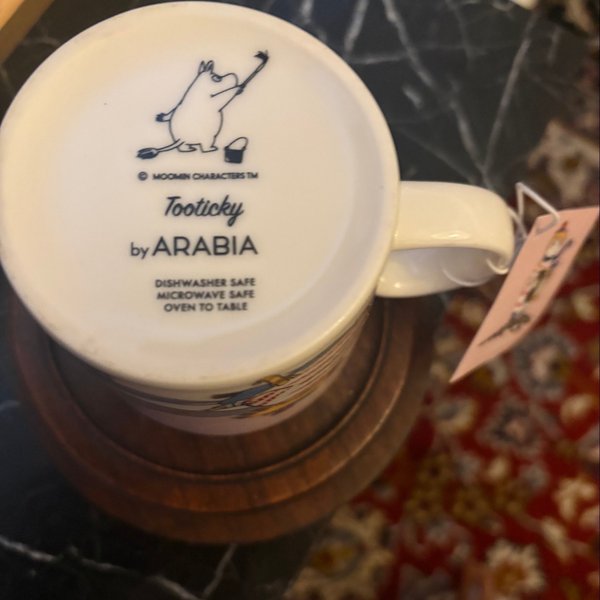 © MOOMIN CHARACTERS TM
Tooticky
by ARABIA
DISHWASHER SAFE
MICROWAVE SAFE
OVEN TO TABLE